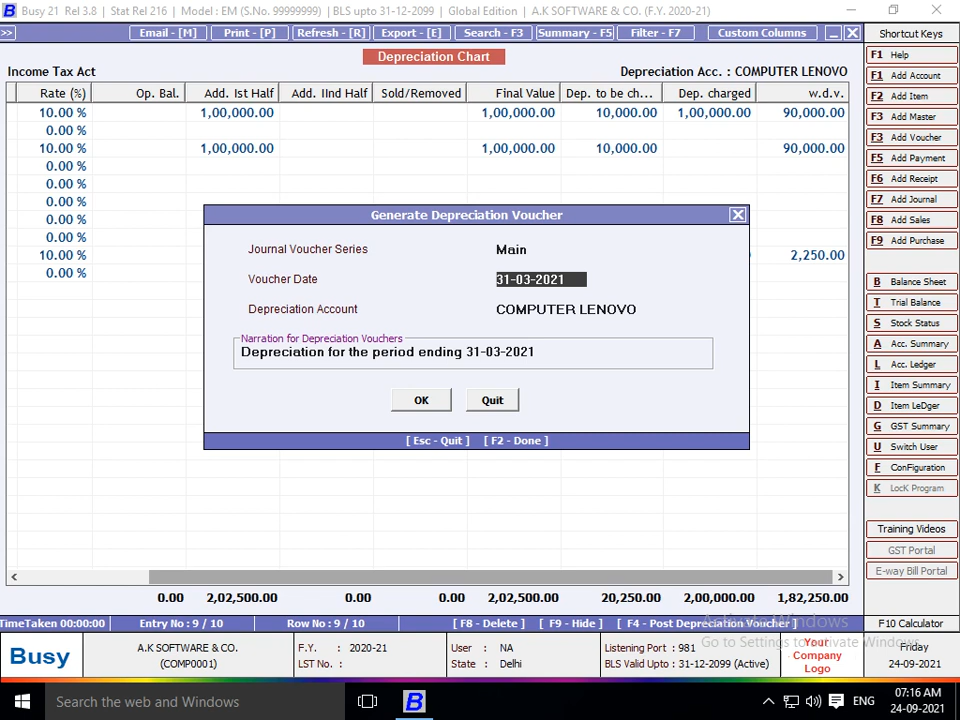 Busy 21 Rel 3.8 | Stat Rel 216 | Model : EM (S.No. 99999999) | BLS upto 31-12-2099 | Global Edition | A.K SOFTWARE & CO. (F.Y. 2020-21)
>> Email - [M] Print - [P] Refresh - [R] Export - [E] Search - F3 Summary - F5 Filter - F7 Custom Columns
Depreciation Chart
Income Tax Act Depreciation Acc. : COMPUTER LENOVO
Rate (%) Op. Bal. Add. Ist Half Add. IInd Half Sold/Removed Final Value Dep. to be ch... Dep. charged w.d.v.
10.00 % 1,00,000.00 1,00,000.00 10,000.00 1,00,000.00 90,000.00
0.00 %
10.00 % 1,00,000.00 1,00,000.00 10,000.00 90,000.00
0.00 %
0.00 %
0.00 %
0.00 %
0.00 %
10.00 % 2,250.00
0.00 %
Generate Depreciation Voucher
Journal Voucher Series Main
Voucher Date 31-03-2021
Depreciation Account COMPUTER LENOVO
Narration for Depreciation Vouchers
Depreciation for the period ending 31-03-2021
OK Quit
[ Esc - Quit ] [ F2 - Done ]
0.00 2,02,500.00 0.00 0.00 2,02,500.00 20,250.00 2,00,000.00 1,82,250.00
TimeTaken 00:00:00 Entry No : 9 / 10 Row No : 9 / 10 [ F8 - Delete ] [ F9 - Hide ] [ F4 - Post Depreciation Voucher ]
Shortcut Keys
F1 Help
F1 Add Account
F2 Add Item
F3 Add Master
F3 Add Voucher
F5 Add Payment
F6 Add Receipt
F7 Add Journal
F8 Add Sales
F9 Add Purchase
B Balance Sheet
T Trial Balance
S Stock Status
A Acc. Summary
L Acc. Ledger
I Item Summary
D Item LeDger
G GST Summary
U Switch User
F ConFiguration
K LocK Program
Training Videos
GST Portal
E-way Bill Portal
F10 Calculator
Activate Windows
Go to Settings to activate Windows.
Busy
A.K SOFTWARE & CO.
(COMP0001)
F.Y. : 2020-21
LST No. :
User : NA
State : Delhi
Listening Port : 981
BLS Valid Upto : 31-12-2099 (Active)
Your
Company
Logo
Friday
24-09-2021
Search the web and Windows
B
ENG
07:16 AM
24-09-2021